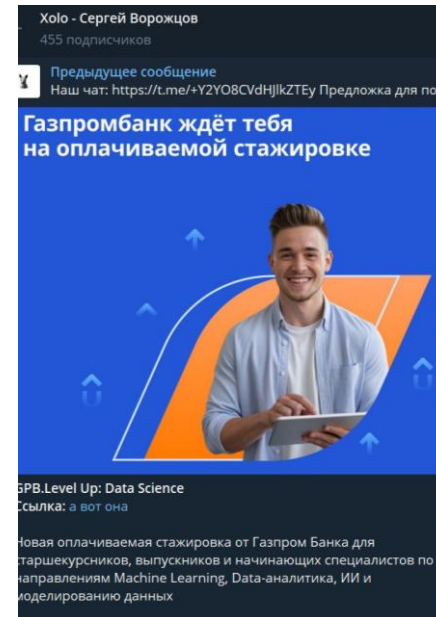 Xolo - Сергей Ворожцов
455 подписчиков
Предыдущее сообщение
Наш чат: https://t.me/+Y2YO8CVdHJlkZTEy Предложка для по
Газпромбанк ждёт тебя
на оплачиваемой стажировке
GPB.Level Up: Data Science
Ссылка: а вот она
Новая оплачиваемая стажировка от Газпром Банка для
старшекурсников, выпускников и начинающих специалистов по
направлениям Machine Learning, Data-аналитика, ИИ и
моделированию данных